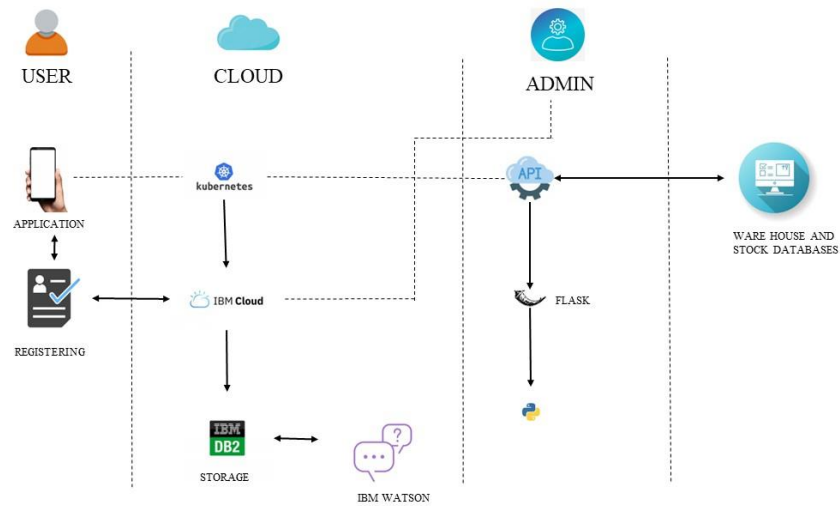 USER
CLOUD
ADMIN
kubernetes
API
APPLICATION
WARE HOUSE AND
STOCK DATABASES
IBM Cloud
FLASK
REGISTERING
IBM
DB2
?
STORAGE
IBM WATSON